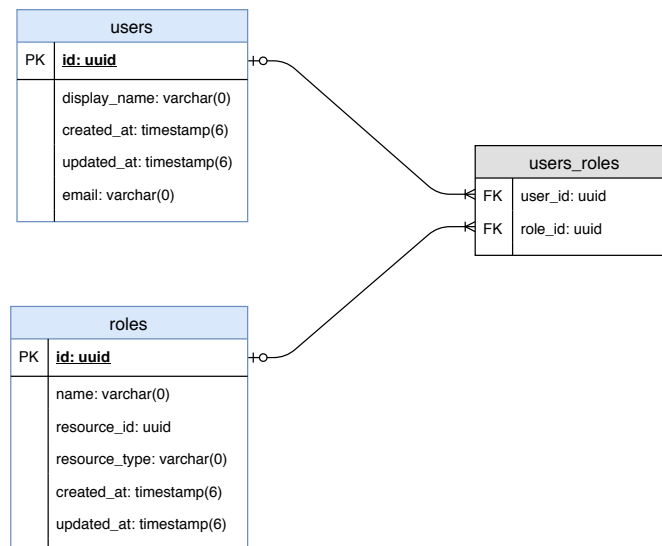 users
PK id: uuid
display_name: varchar(0)
created_at: timestamp(6)
updated_at: timestamp(6)
email: varchar(0)
users_roles
FK user_id: uuid
FK role_id: uuid
roles
PK id: uuid
name: varchar(0)
resource_id: uuid
resource_type: varchar(0)
created_at: timestamp(6)
updated_at: timestamp(6)